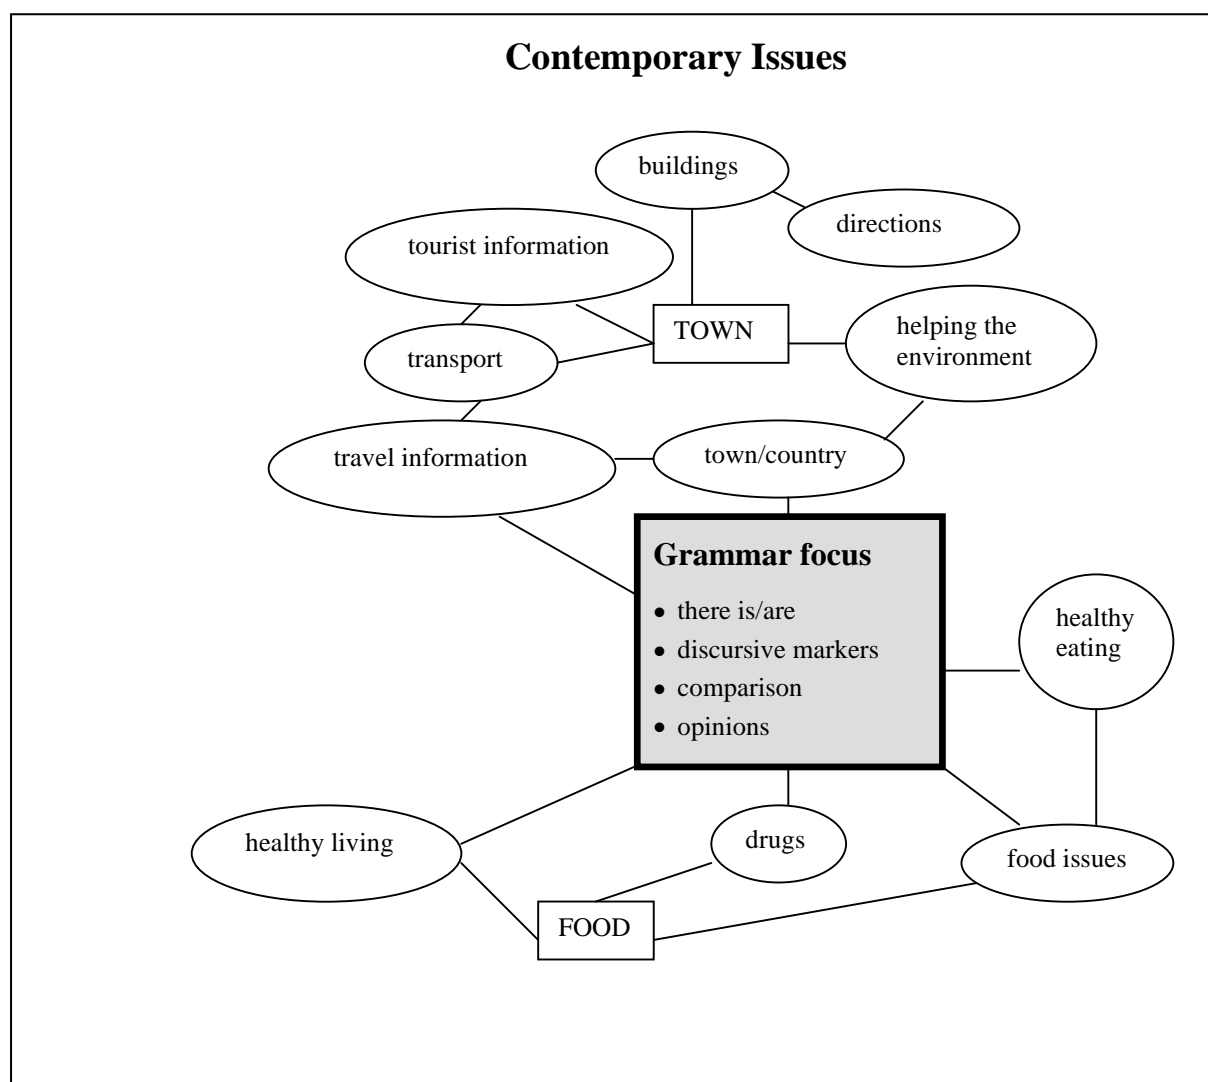 Contemporary Issues
buildings
directions
tourist information
TOWN
helping the
environment
transport
travel information
town/country
Grammar focus
• there is/are
• discursive markers
• comparison
• opinions
healthy
eating
healthy living
drugs
food issues
FOOD